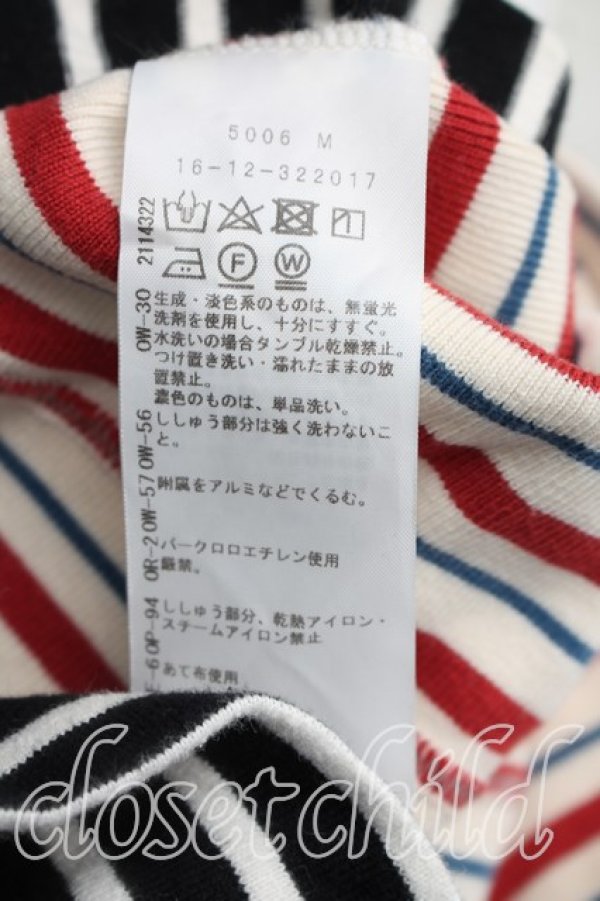 5006 M
16-12-322017
F W
生成・淡色系のものは、無蛍光
洗剤を使用し、十分にすすぐ。
水洗いの場合タンブル乾燥禁止。
つけ置き洗い・濡れたままの放
置禁止。
濃色のものは、単品洗い。
ししゅう部分は強く洗わないこ
と。
附属をアルミなどでくるむ。
パークロロエチレン使用
厳禁。
ししゅう部分、乾熱アイロン・
スチームアイロン禁止
あて布使用
2114322
OW-30
OW-56
OW-57
OR-2
OP-94
closet child